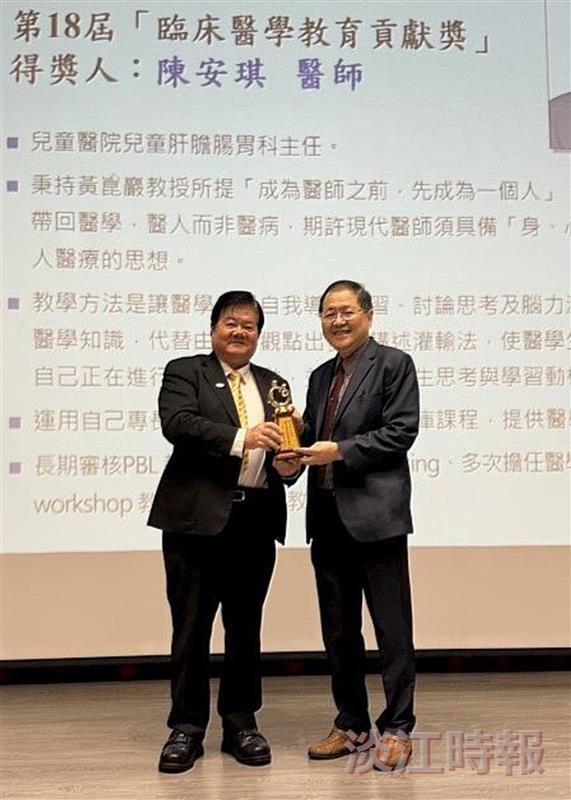 第18屆「臨床醫學教育貢獻獎」
得獎人：陳安琪 醫師
兒童醫院兒童肝膽腸胃科主任。
秉持黃崑巖教授所提「成為醫師之前，先成為一個人」
帶回醫學，醫人而非醫病，期許現代醫師須具備「身、心
人醫療的思想。
教學方法是讓醫學 自我導 習、討論思考及腦力
醫學知識，代替由 觀點出 講述灌輸法，使醫學生
自己正在進行 生思考與學習動機
運用自己專長 庫課程，提供醫
長期審核PBL ing、多次擔任醫學
workshop 教 教
淡江時報